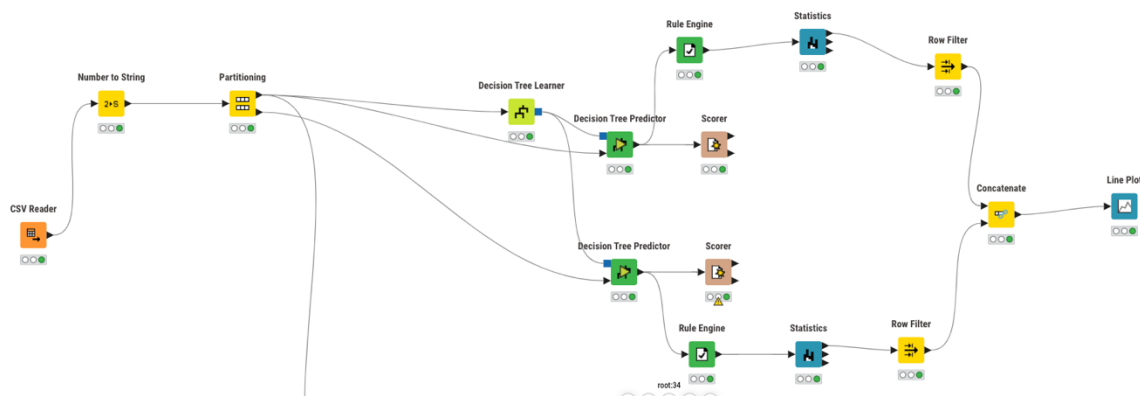 Statistics
Rule Engine
Row Filter
Number to String
Partitioning
Decision Tree Learner
2▸S
Decision Tree Predictor
Scorer
Line Plot
Concatenate
CSV Reader
Decision Tree Predictor
Scorer
Rule Engine
Statistics
Row Filter
root:34